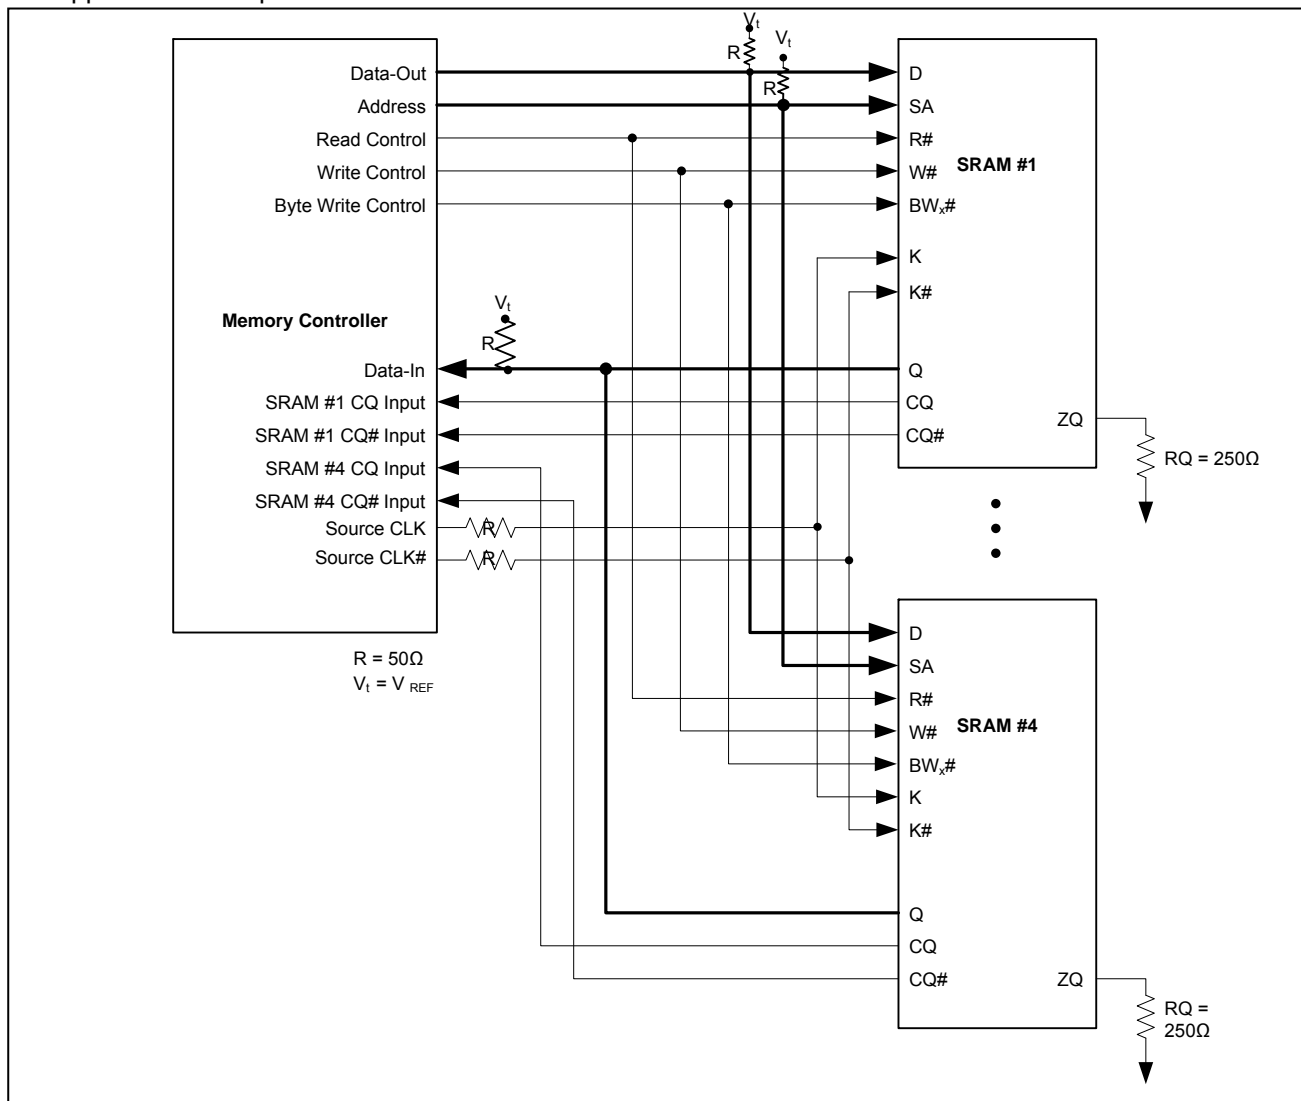 Vt
Vt
R
R
Data-Out
Address
Read Control
Write Control
Byte Write Control
Memory Controller
Vt
R
Data-In
SRAM #1 CQ Input
SRAM #1 CQ# Input
SRAM #4 CQ Input
SRAM #4 CQ# Input
Source CLK
R
Source CLK#
R
R = 50Ω
Vt = V REF
D
SA
R#
SRAM #1
W#
BWx#
K
K#
Q
CQ
ZQ
CQ#
RQ = 250Ω
D
SA
R#
SRAM #4
W#
BWx#
K
K#
Q
CQ
CQ#
ZQ
RQ =
250Ω